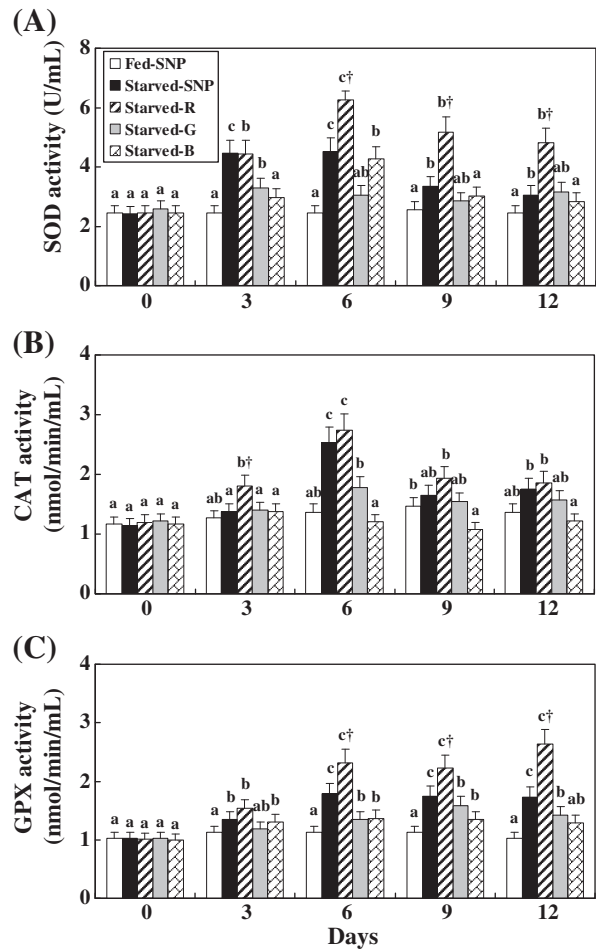 (A)
SOD activity (U/mL)
8
6
4
2
0
Fed-SNP
Starved-SNP
Starved-R
Starved-G
Starved-B
a a a a a
a c b b a
a c c† ab b
a b b† ab a
a b b† ab a
0 3 6 9 12
(B)
CAT activity
(nmol/min/mL)
4
3
2
1
0
a a a a a
ab a b† a a
ab c c b a
b ab b ab a
ab b b ab a
0 3 6 9 12
(C)
GPX activity
(nmol/min/mL)
4
3
2
1
0
a a a a a
a b b ab b
a c c† b b
a c c† b b
a c c† b ab
0 3 6 9 12
Days